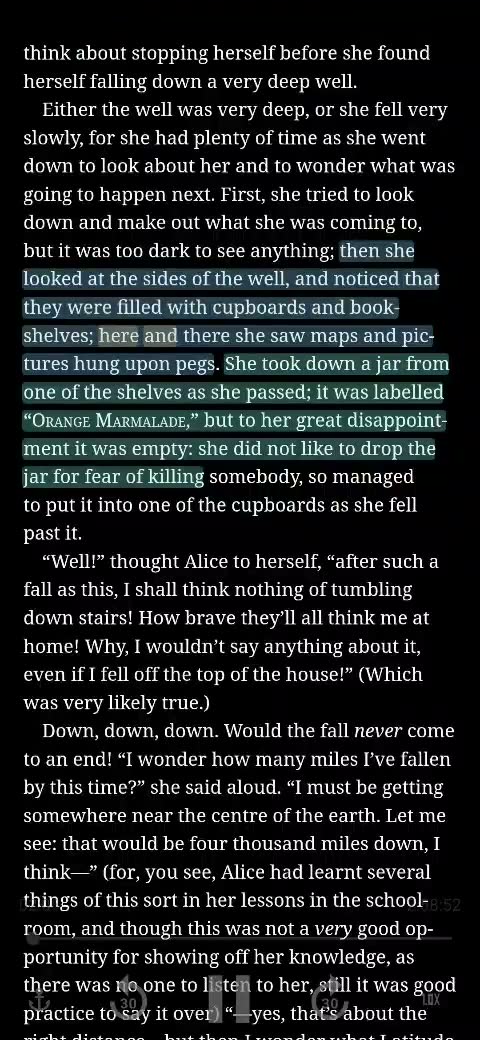 think about stopping herself before she found
herself falling down a very deep well.
Either the well was very deep, or she fell very
slowly, for she had plenty of time as she went
down to look about her and to wonder what was
going to happen next. First, she tried to look
down and make out what she was coming to,
but it was too dark to see anything; then she
looked at the sides of the well, and noticed that
they were filled with cupboards and book-
shelves; here and there she saw maps and pic-
tures hung upon pegs. She took down a jar from
one of the shelves as she passed; it was labelled
“ORANGE MARMALADE,” but to her great disappoint-
ment it was empty: she did not like to drop the
jar for fear of killing somebody, so managed
to put it into one of the cupboards as she fell
past it.
“Well!” thought Alice to herself, “after such a
fall as this, I shall think nothing of tumbling
down stairs! How brave they’ll all think me at
home! Why, I wouldn’t say anything about it,
even if I fell off the top of the house!” (Which
was very likely true.)
Down, down, down. Would the fall never come
to an end! “I wonder how many miles I’ve fallen
by this time?” she said aloud. “I must be getting
somewhere near the centre of the earth. Let me
see: that would be four thousand miles down, I
think—” (for, you see, Alice had learnt several
things of this sort in her lessons in the school-
room, and though this was not a very good op-
portunity for showing off her knowledge, as
there was no one to listen to her, still it was good
30
30
practice to say it over) “—yes, that’s about the
right distance—but then I wonder what Latitude